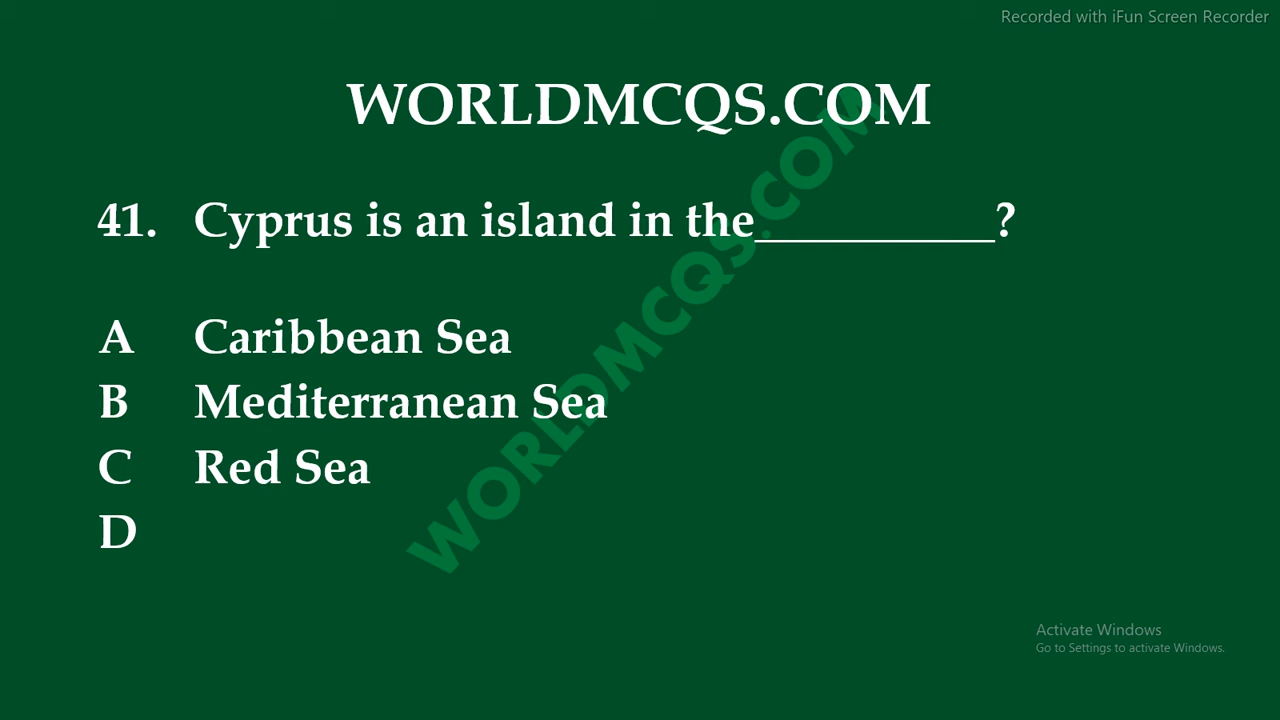 Recorded with iFun Screen Recorder
WORLDMCQS.COM
41. Cyprus is an island in the__________?
A Caribbean Sea
B Mediterranean Sea
C Red Sea
D
WORLDMCQS.COM
Activate Windows
Go to Settings to activate Windows.